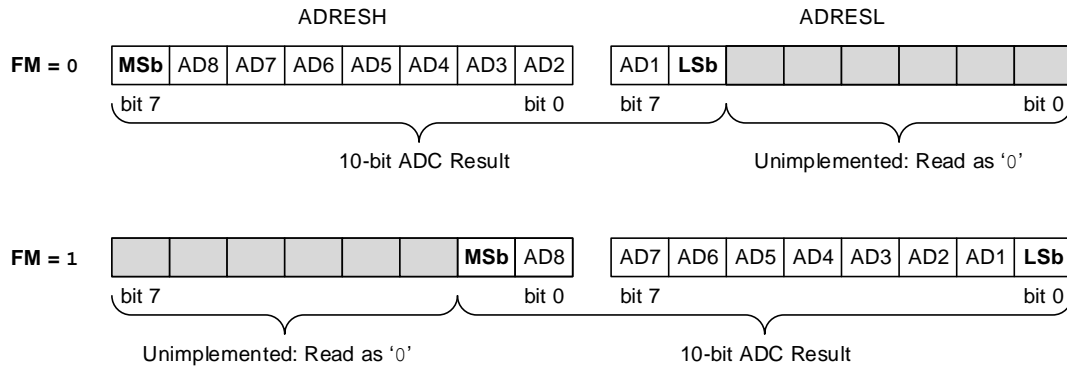 ADRESH ADRESL
FM = 0 MSb AD8 AD7 AD6 AD5 AD4 AD3 AD2 AD1 LSb
bit 7 bit 0 bit 7 bit 0
10-bit ADC Result Unimplemented: Read as ‘0’
FM = 1 MSb AD8 AD7 AD6 AD5 AD4 AD3 AD2 AD1 LSb
bit 7 bit 0 bit 7 bit 0
Unimplemented: Read as ‘0’ 10-bit ADC Result